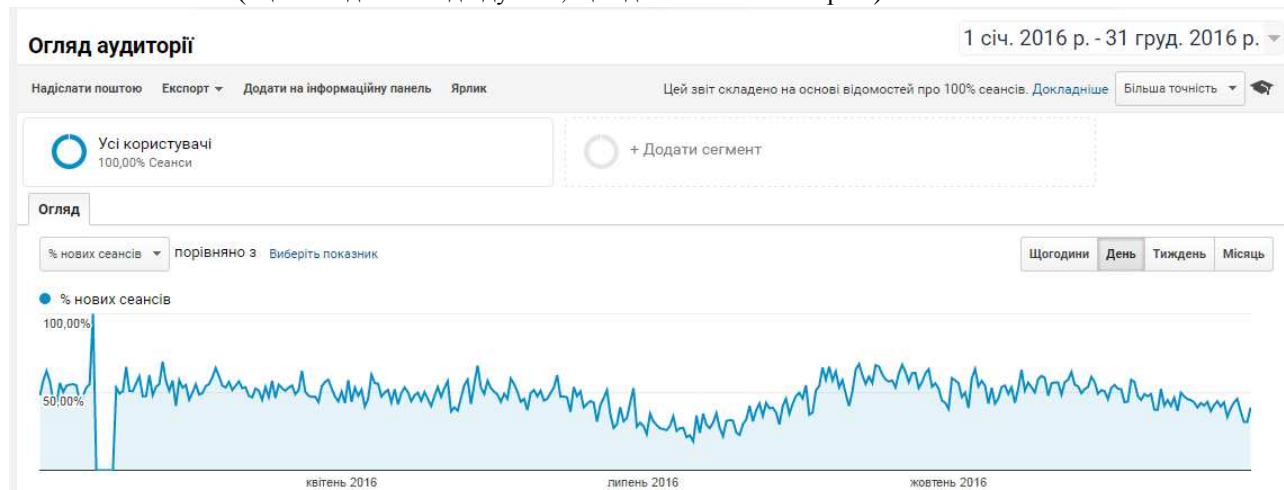 Огляд аудиторії
1 січ. 2016 р. - 31 груд. 2016 р.
Надіслати поштою Експорт Додати на інформаційну панель Ярлик
Цей звіт складено на основі відомостей про 100% сеансів. Докладніше Більша точність
Усі користувачі
100,00% Сеанси
+ Додати сегмент
Огляд
% нових сеансів порівняно з Виберіть показник
Щогодини День Тиждень Місяць
% нових сеансів
100,00%
50,00%
квітень 2016 липень 2016 жовтень 2016